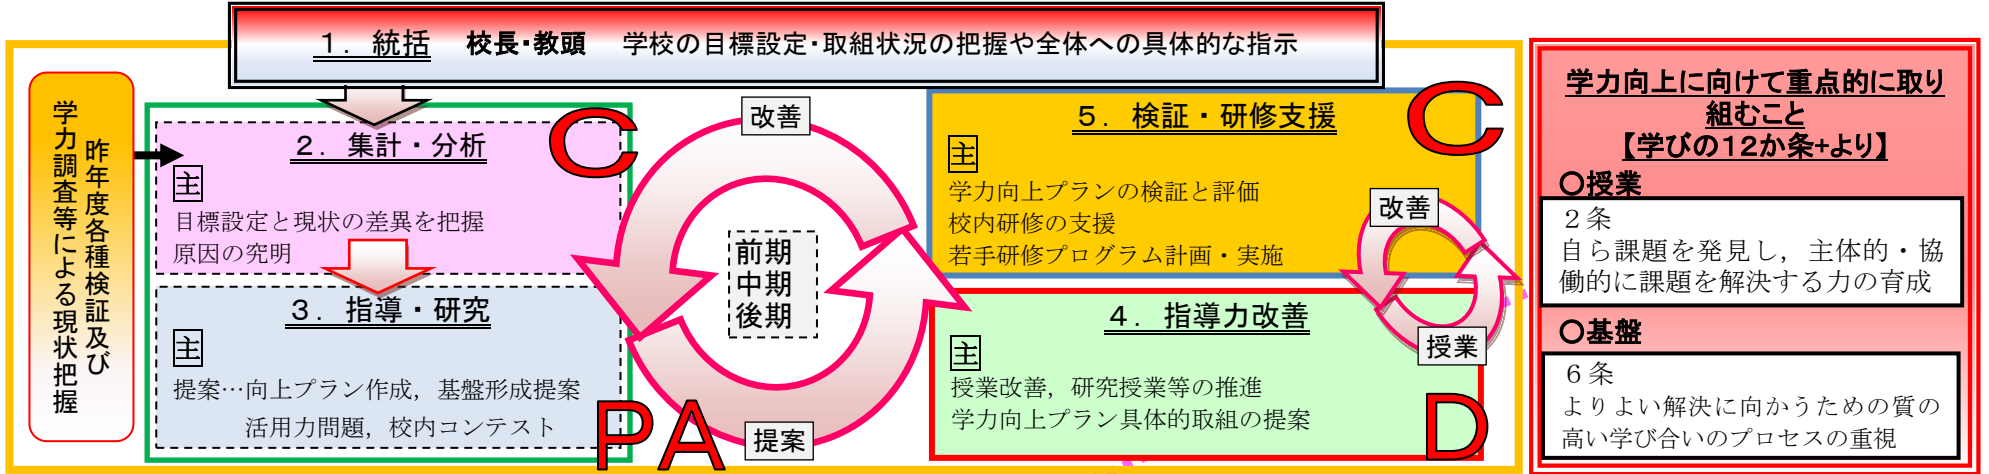 1．統括　校長・教頭　学校の目標設定・取組状況の把握や全体への具体的な指示
昨年度各種検証及び
学力調査等による現状把握
2．集計・分析
C
主
目標設定と現状の差異を把握
原因の究明
3．指導・研究
主
提案…向上プラン作成，基盤形成提案
活用力問題，校内コンテスト
PA
改善
前期
中期
後期
提案
5．検証・研修支援
C
主
学力向上プランの検証と評価
校内研修の支援
若手研修プログラム計画・実施
改善
授業
4．指導力改善
主
授業改善，研究授業等の推進
学力向上プラン具体的取組の提案
D
学力向上に向けて重点的に取り
組むこと
【学びの12か条+より】
○授業
２条
自ら課題を発見し，主体的・協
働的に課題を解決する力の育成
○基盤
６条
よりよい解決に向かうための質の
高い学び合いのプロセスの重視